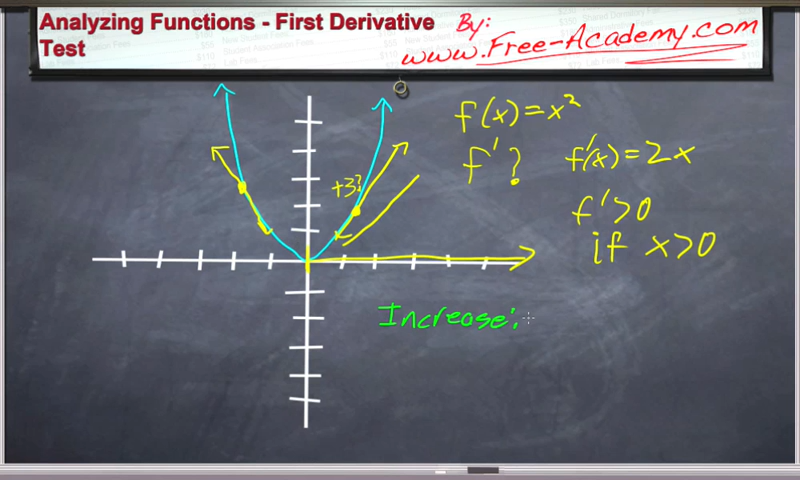 Analyzing Functions - First Derivative
Test
By:
www.Free-Academy.com
f(x)=x²
f'? f'(x)=2x
+3?
f'>0
if x>0
Increase: